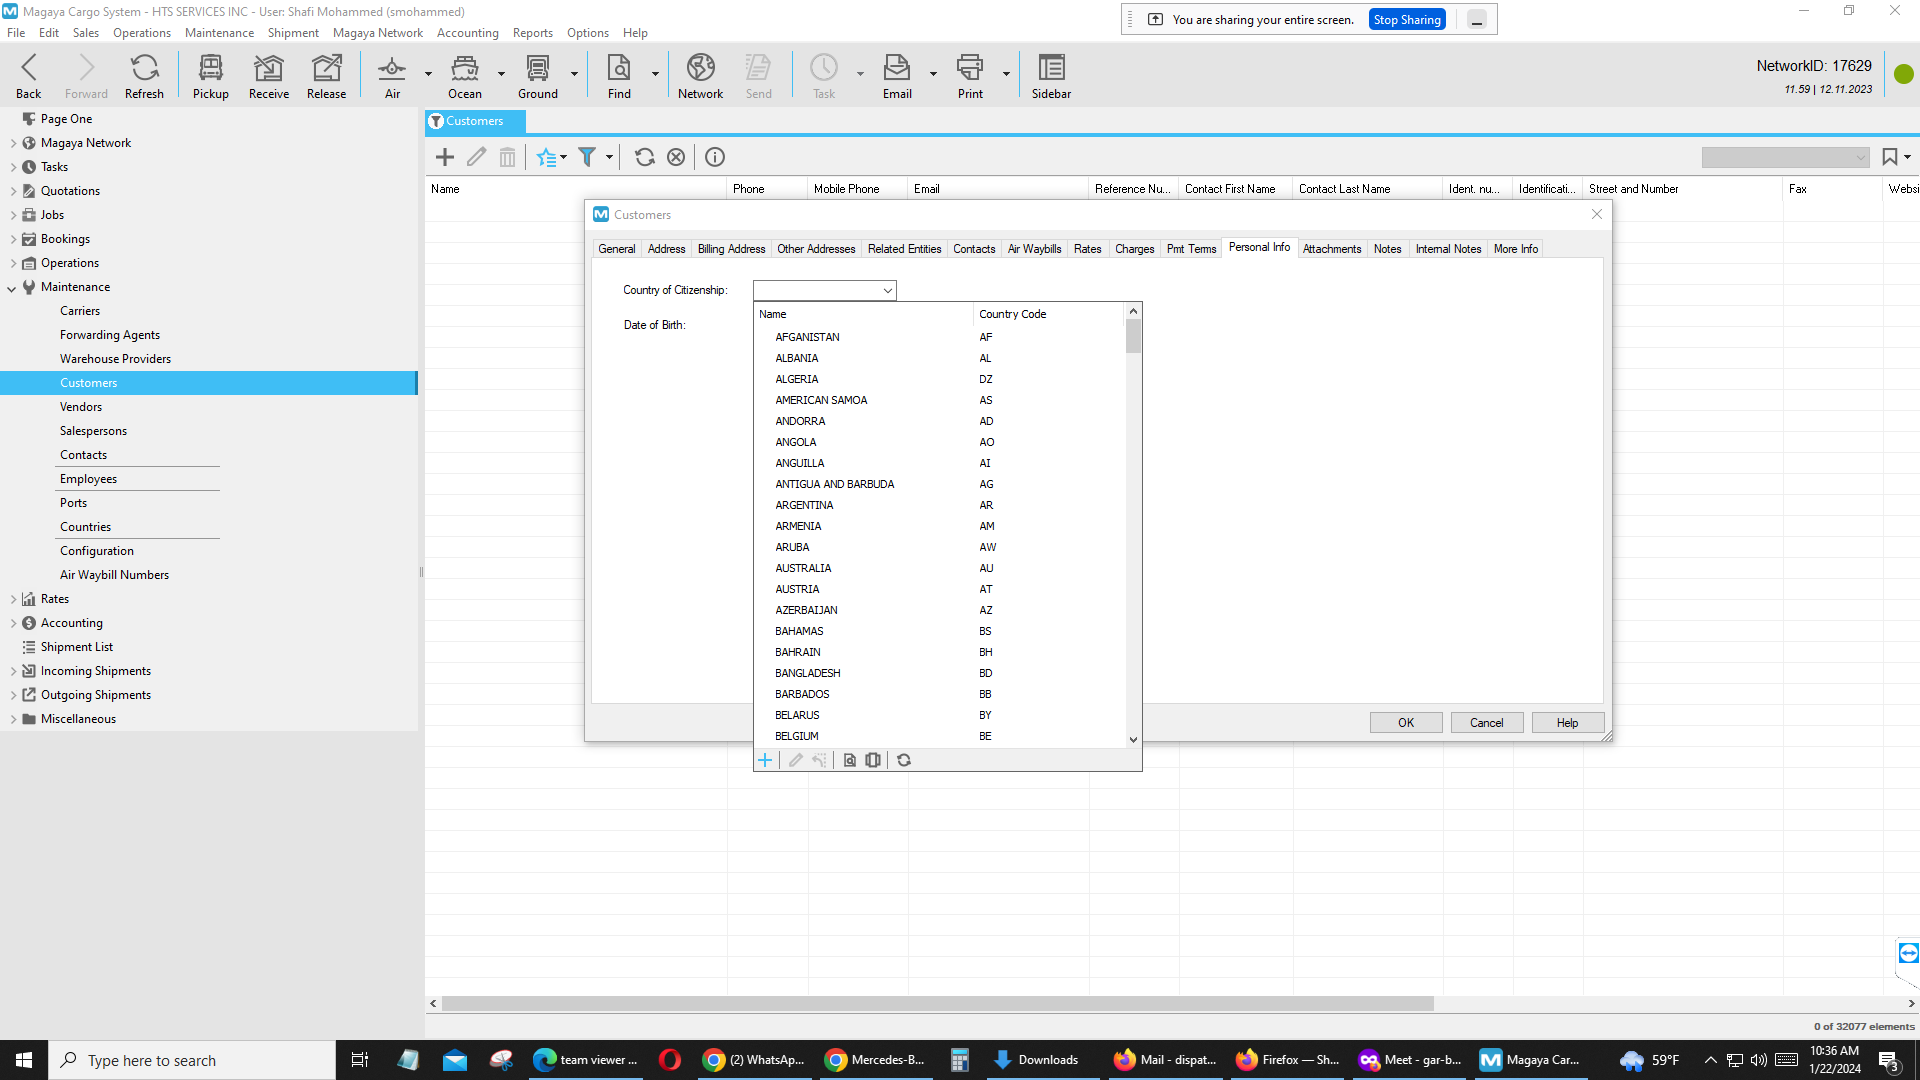 Magaya Cargo System - HTS SERVICES INC - User: Shafi Mohammed (smohammed)
You are sharing your entire screen. Stop Sharing
File Edit Sales Operations Maintenance Shipment Magaya Network Accounting Reports Options Help
Back Forward Refresh Pickup Receive Release Air Ocean Ground Find Network Send Task Email Print Sidebar
NetworkID: 17629
11.59 | 12.11.2023
Page One
Magaya Network
Tasks
Quotations
Jobs
Bookings
Operations
Maintenance
Carriers
Forwarding Agents
Warehouse Providers
Customers
Vendors
Salespersons
Contacts
Employees
Ports
Countries
Configuration
Air Waybill Numbers
Rates
Accounting
Shipment List
Incoming Shipments
Outgoing Shipments
Miscellaneous
Customers
Name Phone Mobile Phone Email Reference Nu... Contact First Name Contact Last Name Ident. nu... Identificati... Street and Number Fax Websi
Customers
General Address Billing Address Other Addresses Related Entities Contacts Air Waybills Rates Charges Pmt Terms Personal Info Attachments Notes Internal Notes More Info
Country of Citizenship:
Date of Birth:
Name Country Code
AFGANISTAN AF
ALBANIA AL
ALGERIA DZ
AMERICAN SAMOA AS
ANDORRA AD
ANGOLA AO
ANGUILLA AI
ANTIGUA AND BARBUDA AG
ARGENTINA AR
ARMENIA AM
ARUBA AW
AUSTRALIA AU
AUSTRIA AT
AZERBAIJAN AZ
BAHAMAS BS
BAHRAIN BH
BANGLADESH BD
BARBADOS BB
BELARUS BY
BELGIUM BE
OK Cancel Help
0 of 32077 elements
Type here to search
team viewer ...
(2) WhatsAp...
Mercedes-B...
Downloads
Mail - dispat...
Firefox — Sh...
Meet - gar-b...
Magaya Car...
59°F
10:36 AM
1/22/2024
3